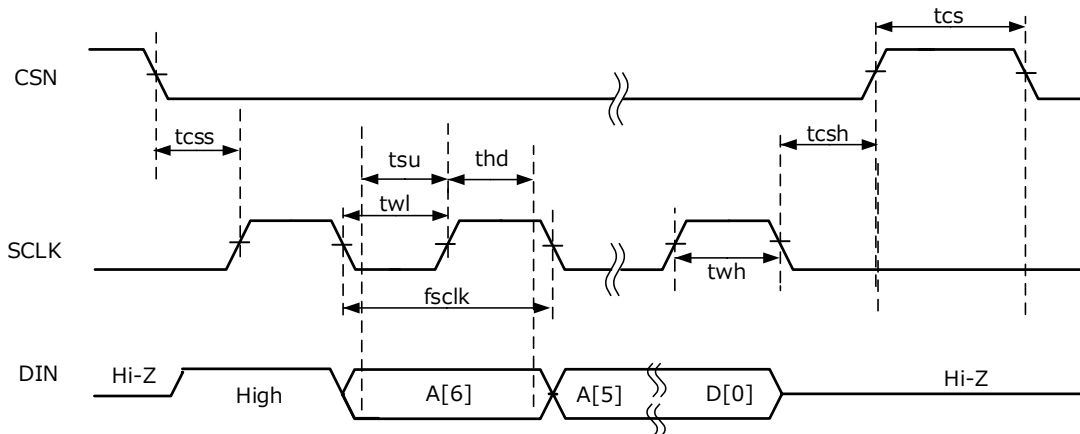 tcs
CSN
tcss
tcsh
tsu
thd
twl
SCLK
twh
fsclk
DIN
Hi-Z
High
A[6]
A[5]
D[0]
Hi-Z